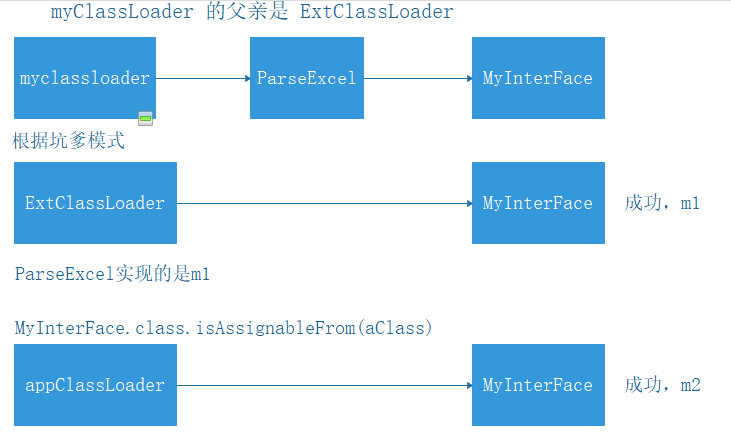 myClassLoader 的父亲是 ExtClassLoader
myclassloader
ParseExcel
MyInterFace
根据坑爹模式
ExtClassLoader
MyInterFace
成功, m1
ParseExcel实现的是m1
MyInterFace.class.isAssignableFrom(aClass)
appClassLoader
MyInterFace
成功, m2